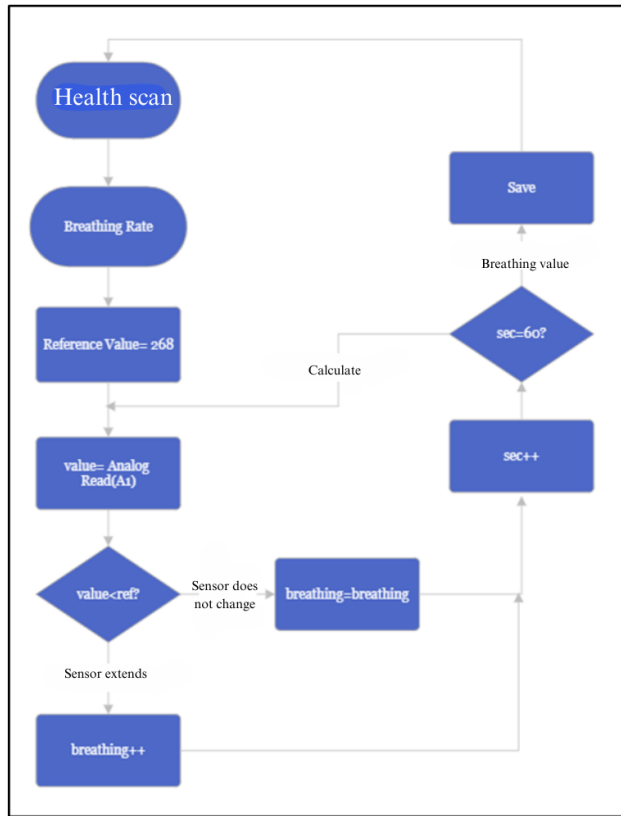 Health scan
Breathing Rate
Reference Value= 268
value= Analog
Read(A1)
value<ref?
Sensor does
not change
breathing=breathing
Sensor extends
breathing++
sec++
sec=60?
Calculate
Breathing value
Save